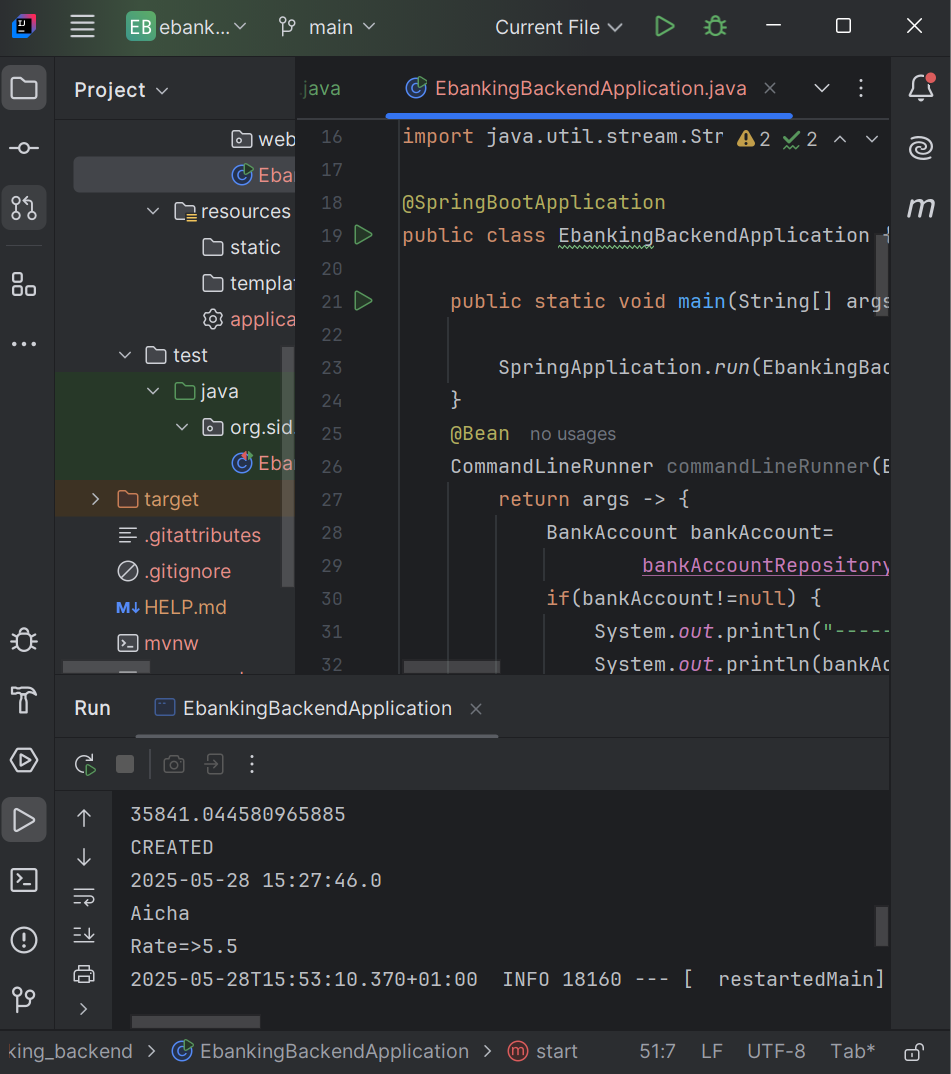 EB ebank... main Current File
Project
.java EbankingBackendApplication.java
web
Eba
resources
static
templa
applica
test
java
org.sid.
Eba
target
.gitattributes
.gitignore
M↓ HELP.md
mvnw
2 2
16 import java.util.stream.Str
17
18 @SpringBootApplication
19 public class EbankingBackendApplication {
20
21 public static void main(String[] args
22
23 SpringApplication.run(EbankingBac
24 }
25 @Bean no usages
26 CommandLineRunner commandLineRunner(E
27 return args -> {
28 BankAccount bankAccount=
29 bankAccountRepository
30 if(bankAccount!=null) {
31 System.out.println("-----
32 System.out.println(bankAc
m
Run EbankingBackendApplication
35841.044580965885
CREATED
2025-05-28 15:27:46.0
Aicha
Rate=>5.5
2025-05-28T15:53:10.370+01:00 INFO 18160 --- [ restartedMain]
king_backend > EbankingBackendApplication > m start 51:7 LF UTF-8 Tab*